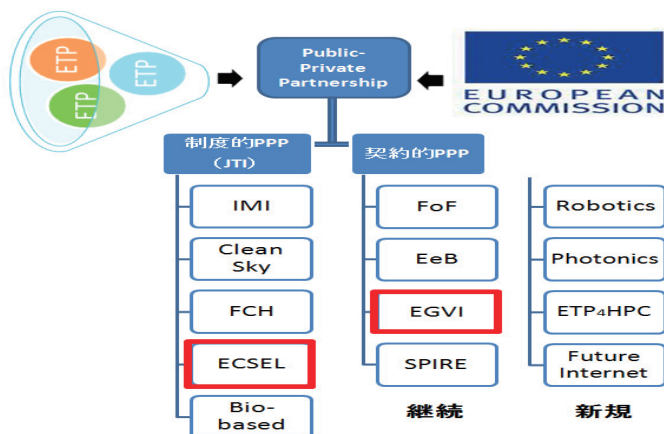 ETP
ETP
ETP
Public-
Private
Partnership
EUROPEAN
COMMISSION
制度的PPP
(JTI)
契約的PPP
IMI
Clean
Sky
FCH
ECSEL
Bio-
based
FoF
EeB
EGVI
SPIRE
継続
Robotics
Photonics
ETP4HPC
Future
Internet
新規